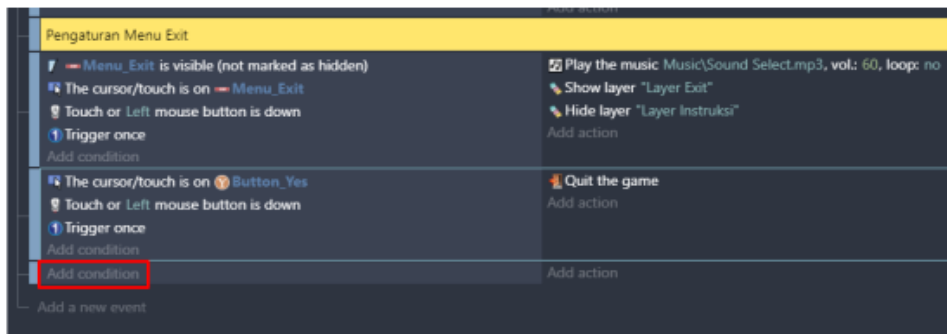 Add action
Pengaturan Menu Exit
Menu_Exit is visible (not marked as hidden)
Play the music Music\Sound Select.mp3, vol.: 60, loop: no
The cursor/touch is on Menu_Exit
Show layer "Layer Exit"
Touch or Left mouse button is down
Hide layer "Layer Instruksi"
Trigger once
Add action
Add condition
The cursor/touch is on Button_Yes
Quit the game
Touch or Left mouse button is down
Add action
Trigger once
Add condition
Add condition
Add action
Add a new event